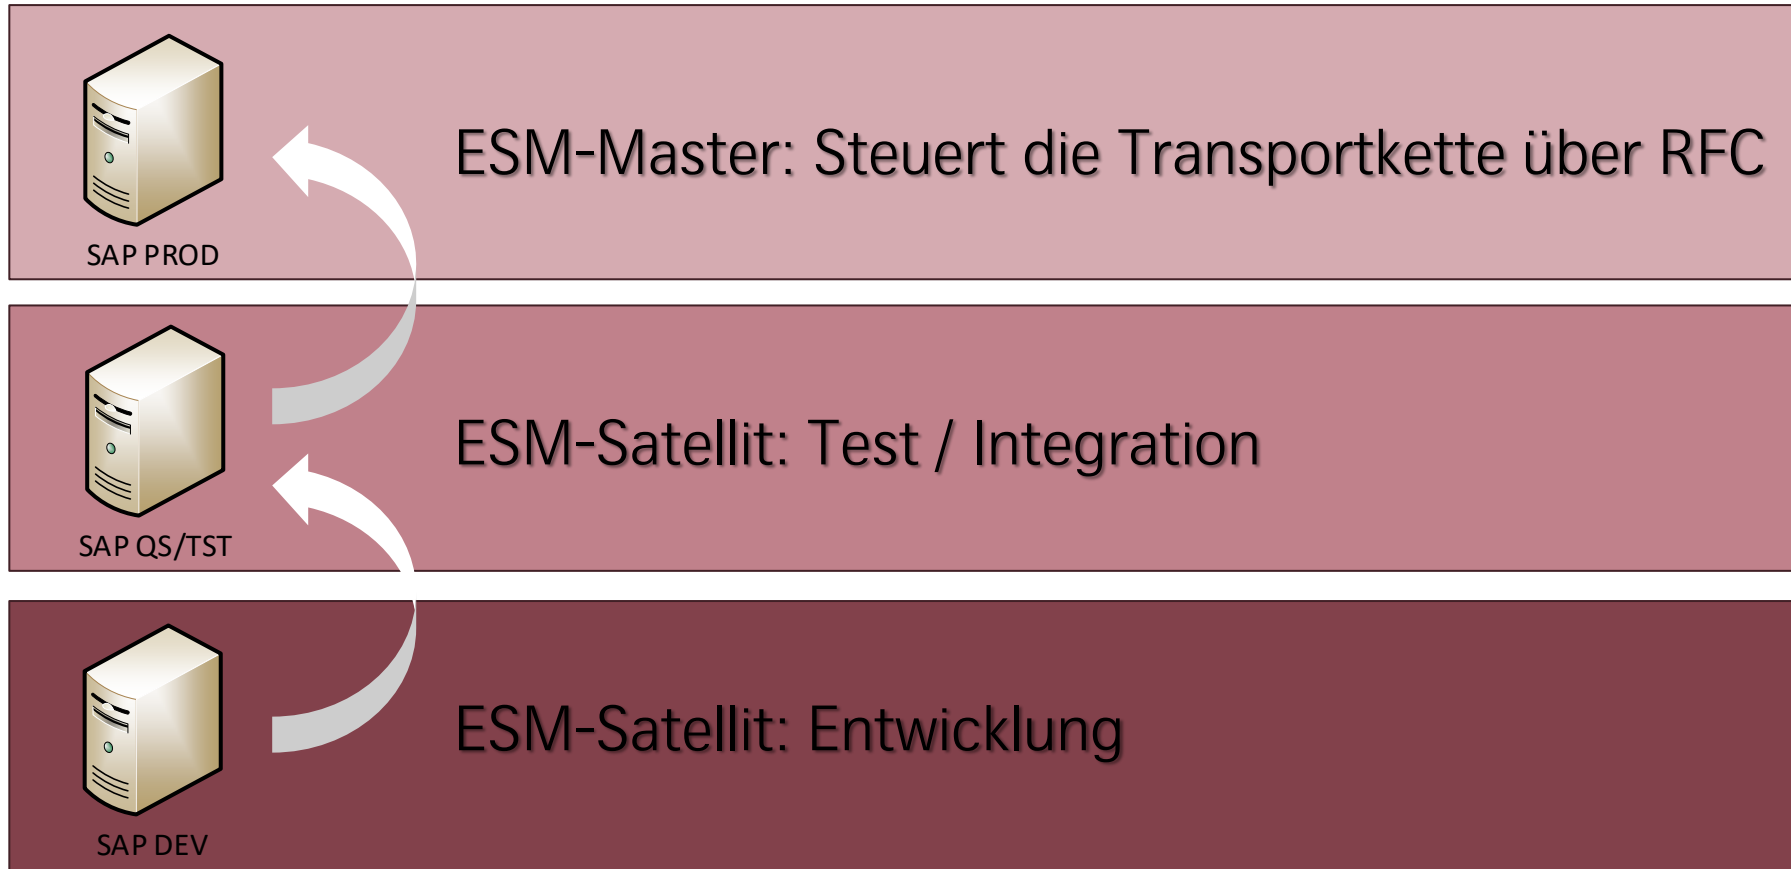 ESM-Master: Steuert die Transportkette über RFC
SAP PROD
ESM-Satellit: Test / Integration
SAP QS/TST
ESM-Satellit: Entwicklung
SAP DEV